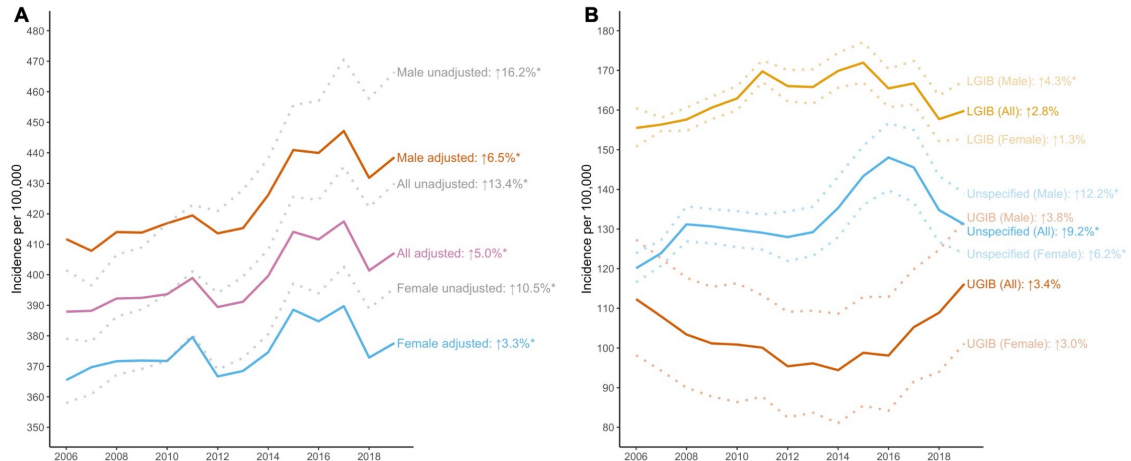 A
Incidence per 100,000
480
470
460
450
440
430
420
410
400
390
380
370
360
350
2006
2008
2010
2012
2014
2016
2018
Male unadjusted: ↑16.2%*
Male adjusted: ↑6.5%*
All unadjusted: ↑13.4%*
All adjusted: ↑5.0%*
Female unadjusted: ↑10.5%*
Female adjusted: ↑3.3%*
B
Incidence per 100,000
180
170
160
150
140
130
120
110
100
90
80
2006
2008
2010
2012
2014
2016
2018
LGIB (Male): ↑4.3%*
LGIB (All): ↑2.8%
LGIB (Female): ↑1.3%
Unspecified (Male): ↑12.2%*
UGIB (Male): ↑3.8%
Unspecified (All): ↑9.2%*
Unspecified (Female): ↑6.2%*
UGIB (All): ↑3.4%
UGIB (Female): ↑3.0%